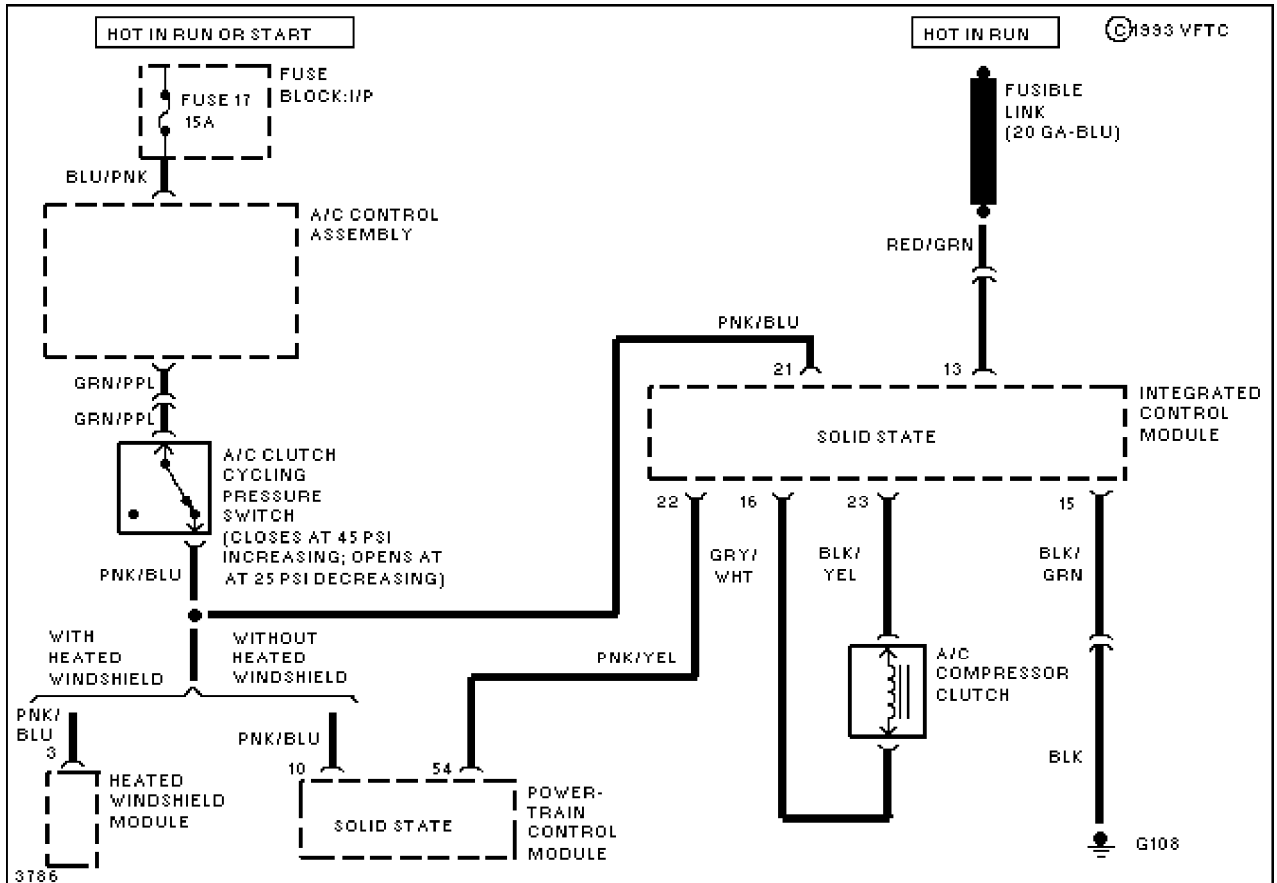 HOT IN RUN OR START
HOT IN RUN
©1993 VFTC
FUSE
BLOCK:I/P
FUSE 17
15A
FUSIBLE
LINK
(20 GA-BLU)
BLU/PNK
A/C CONTROL
ASSEMBLY
RED/GRN
PNK/BLU
GRN/PPL
21
13
GRN/PPL
INTEGRATED
CONTROL
MODULE
SOLID STATE
A/C CLUTCH
CYCLING
PRESSURE
SWITCH
(CLOSES AT 45 PSI
INCREASING; OPENS AT
AT 25 PSI DECREASING)
22
16
23
15
GRY/
WHT
BLK/
YEL
BLK/
GRN
PNK/BLU
WITH
HEATED
WINDSHIELD
WITHOUT
HEATED
WINDSHIELD
PNK/YEL
A/C
COMPRESSOR
CLUTCH
PNK/
BLU
3
PNK/BLU
10
54
BLK
HEATED
WINDSHIELD
MODULE
SOLID STATE
POWER-
TRAIN
CONTROL
MODULE
G108
3786